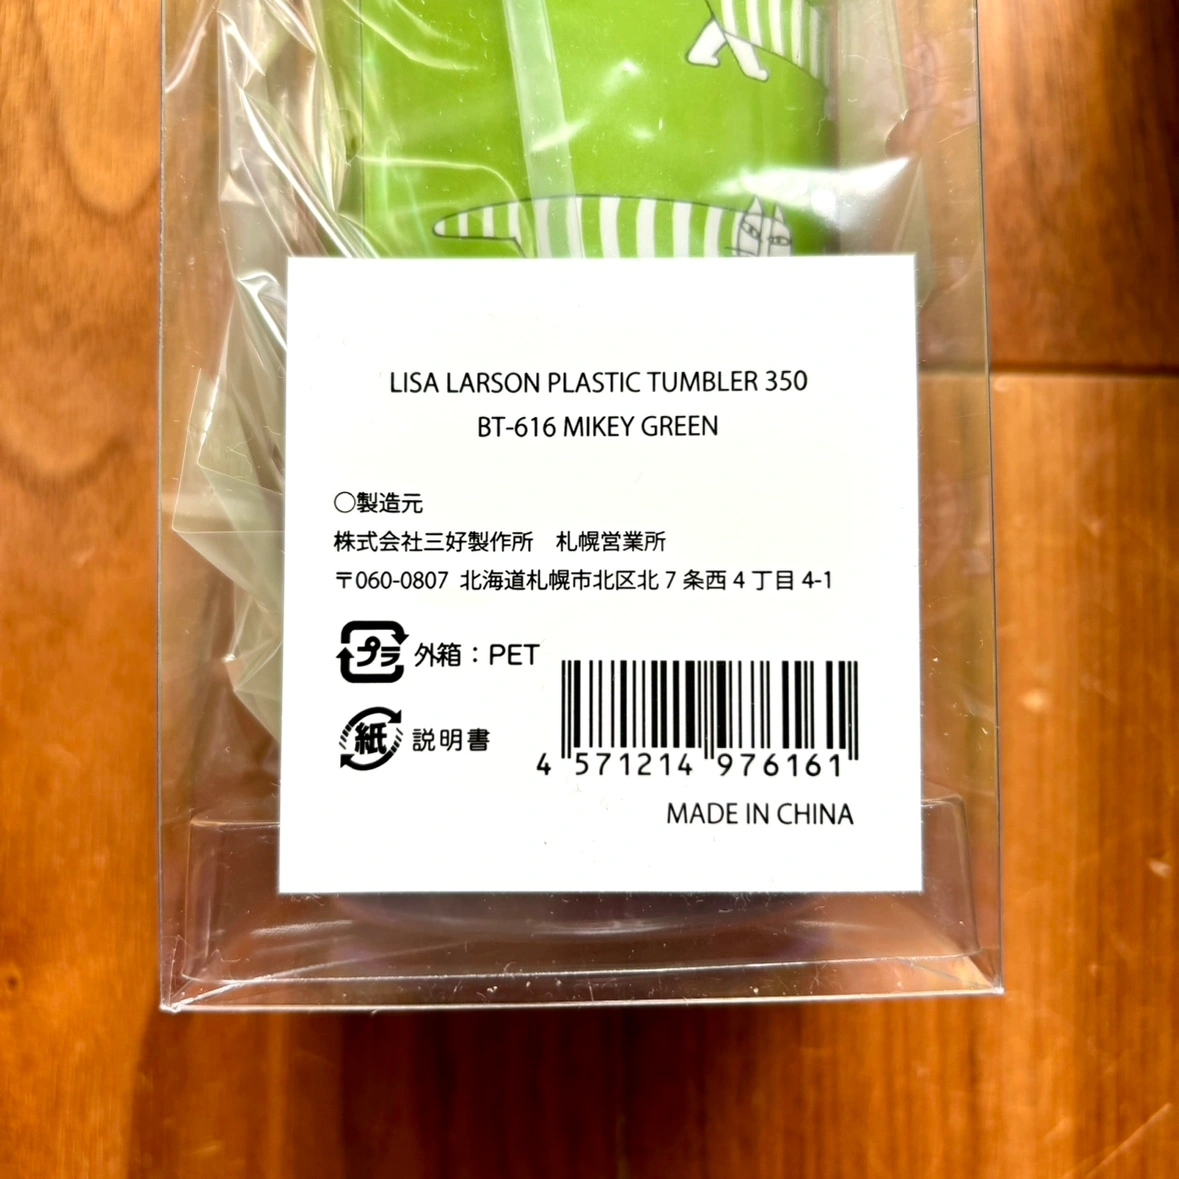 LISA LARSON PLASTIC TUMBLER 350
BT-616 MIKEY GREEN
○製造元
株式会社三好製作所　札幌営業所
〒060-0807 北海道札幌市北区北7条西4丁目4-1
プラ 外箱：PET
紙 説明書
4 571214 976161
MADE IN CHINA